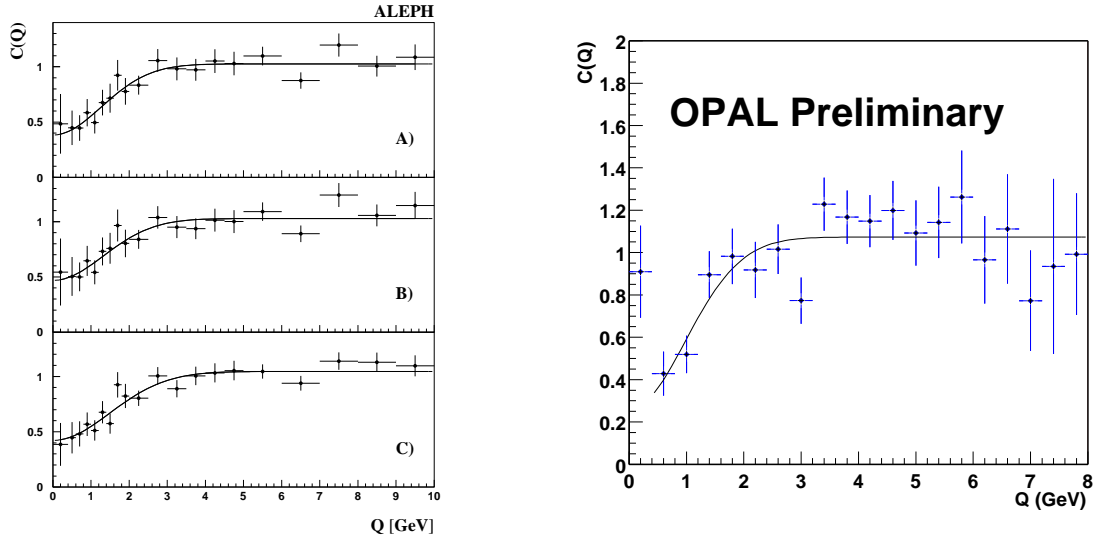 ALEPH
C(Q)
1
0.5
A)
0
1
0.5
B)
0
1
0.5
C)
0
0 1 2 3 4 5 6 7 8 9 10
Q [GeV]
C(Q)
2
1.8
1.6
1.4
1.2
1
0.8
0.6
0.4
0.2
0
OPAL Preliminary
0 1 2 3 4 5 6 7 8
Q (GeV)